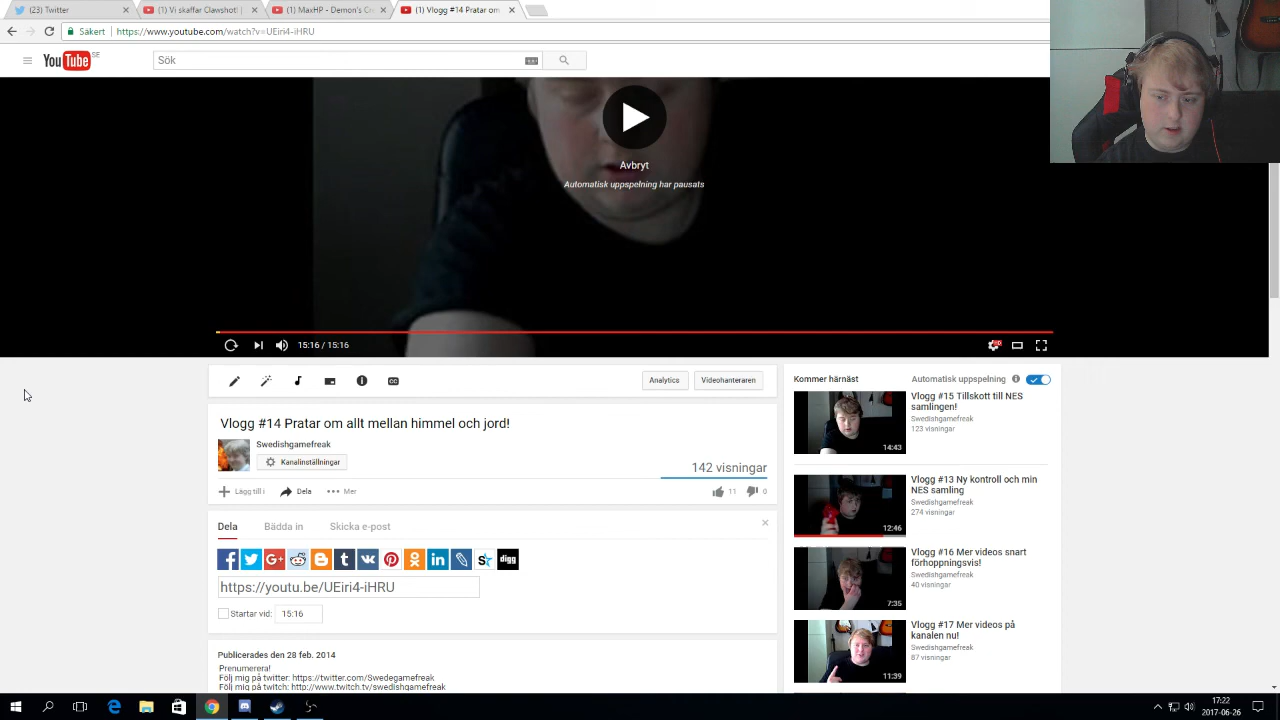 (23) Twitter
(1) Vi skaffar Clawshot!
(1) MaxHP - Demon's C
(1) Vlogg #14 Pratar om
Säkert
https://www.youtube.com/watch?v=UEiri4-iHRU
YouTube SE
Sök
Avbryt
Automatisk uppspelning har pausats
15:16 / 15:16
HD
Analytics
Videohanteraren
Vlogg #14 Pratar om allt mellan himmel och jord!
Swedishgamefreak
Kanalinställningar
142 visningar
Lägg till i
Dela
Mer
11
0
Dela
Bädda in
Skicka e-post
digg
https://youtu.be/UEiri4-iHRU
Startar vid:
15:16
Publicerades den 28 feb. 2014
Prenumerera!
Följ mig på twitter: https://twitter.com/Swedegamefreak
Följ mig på twitch: http://www.twitch.tv/swedishgamefreak
Kommer härnäst
Automatisk uppspelning
Vlogg #15 Tillskott till NES
samlingen!
Swedishgamefreak
123 visningar
14:43
Vlogg #13 Ny kontroll och min
NES samling
Swedishgamefreak
274 visningar
12:46
Vlogg #16 Mer videos snart
förhoppningsvis!
Swedishgamefreak
40 visningar
7:35
Vlogg #17 Mer videos på
kanalen nu!
Swedishgamefreak
87 visningar
11:39
17:22
2017-06-26